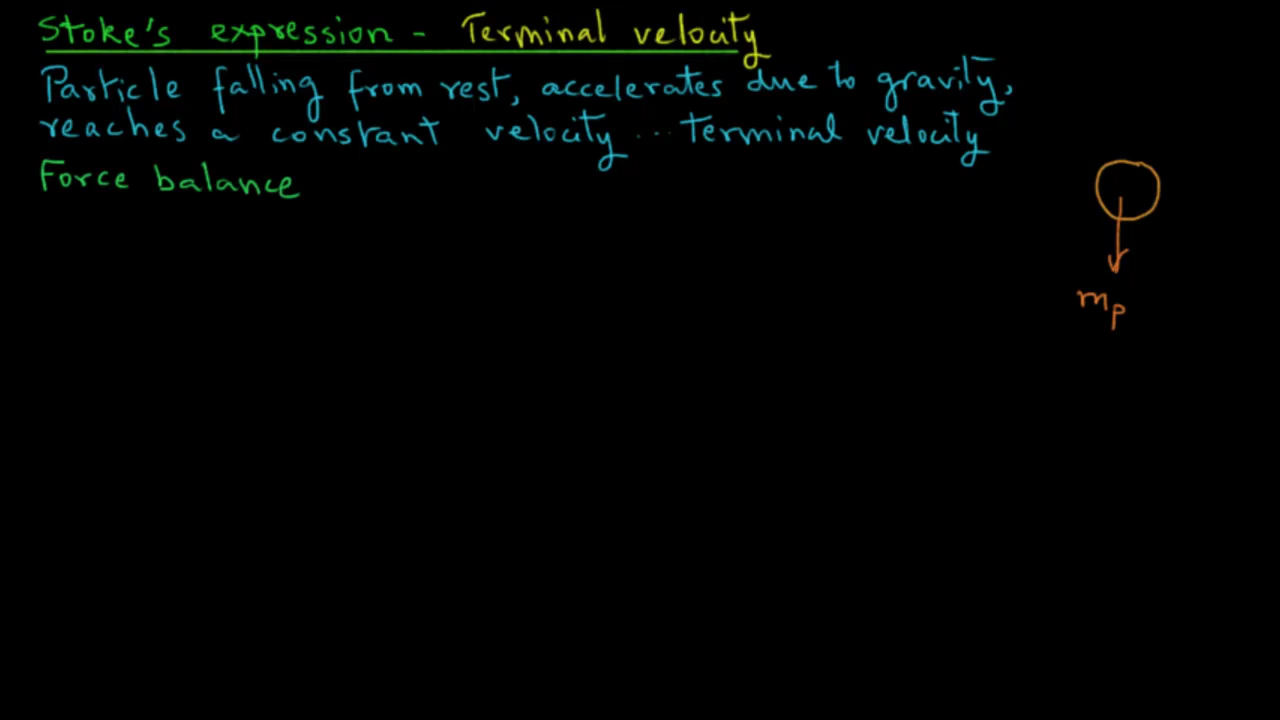 Stoke's expression - Terminal velocity
Particle falling from rest, accelerates due to gravity,
reaches a constant velocity ... Terminal velocity
Force balance
mp